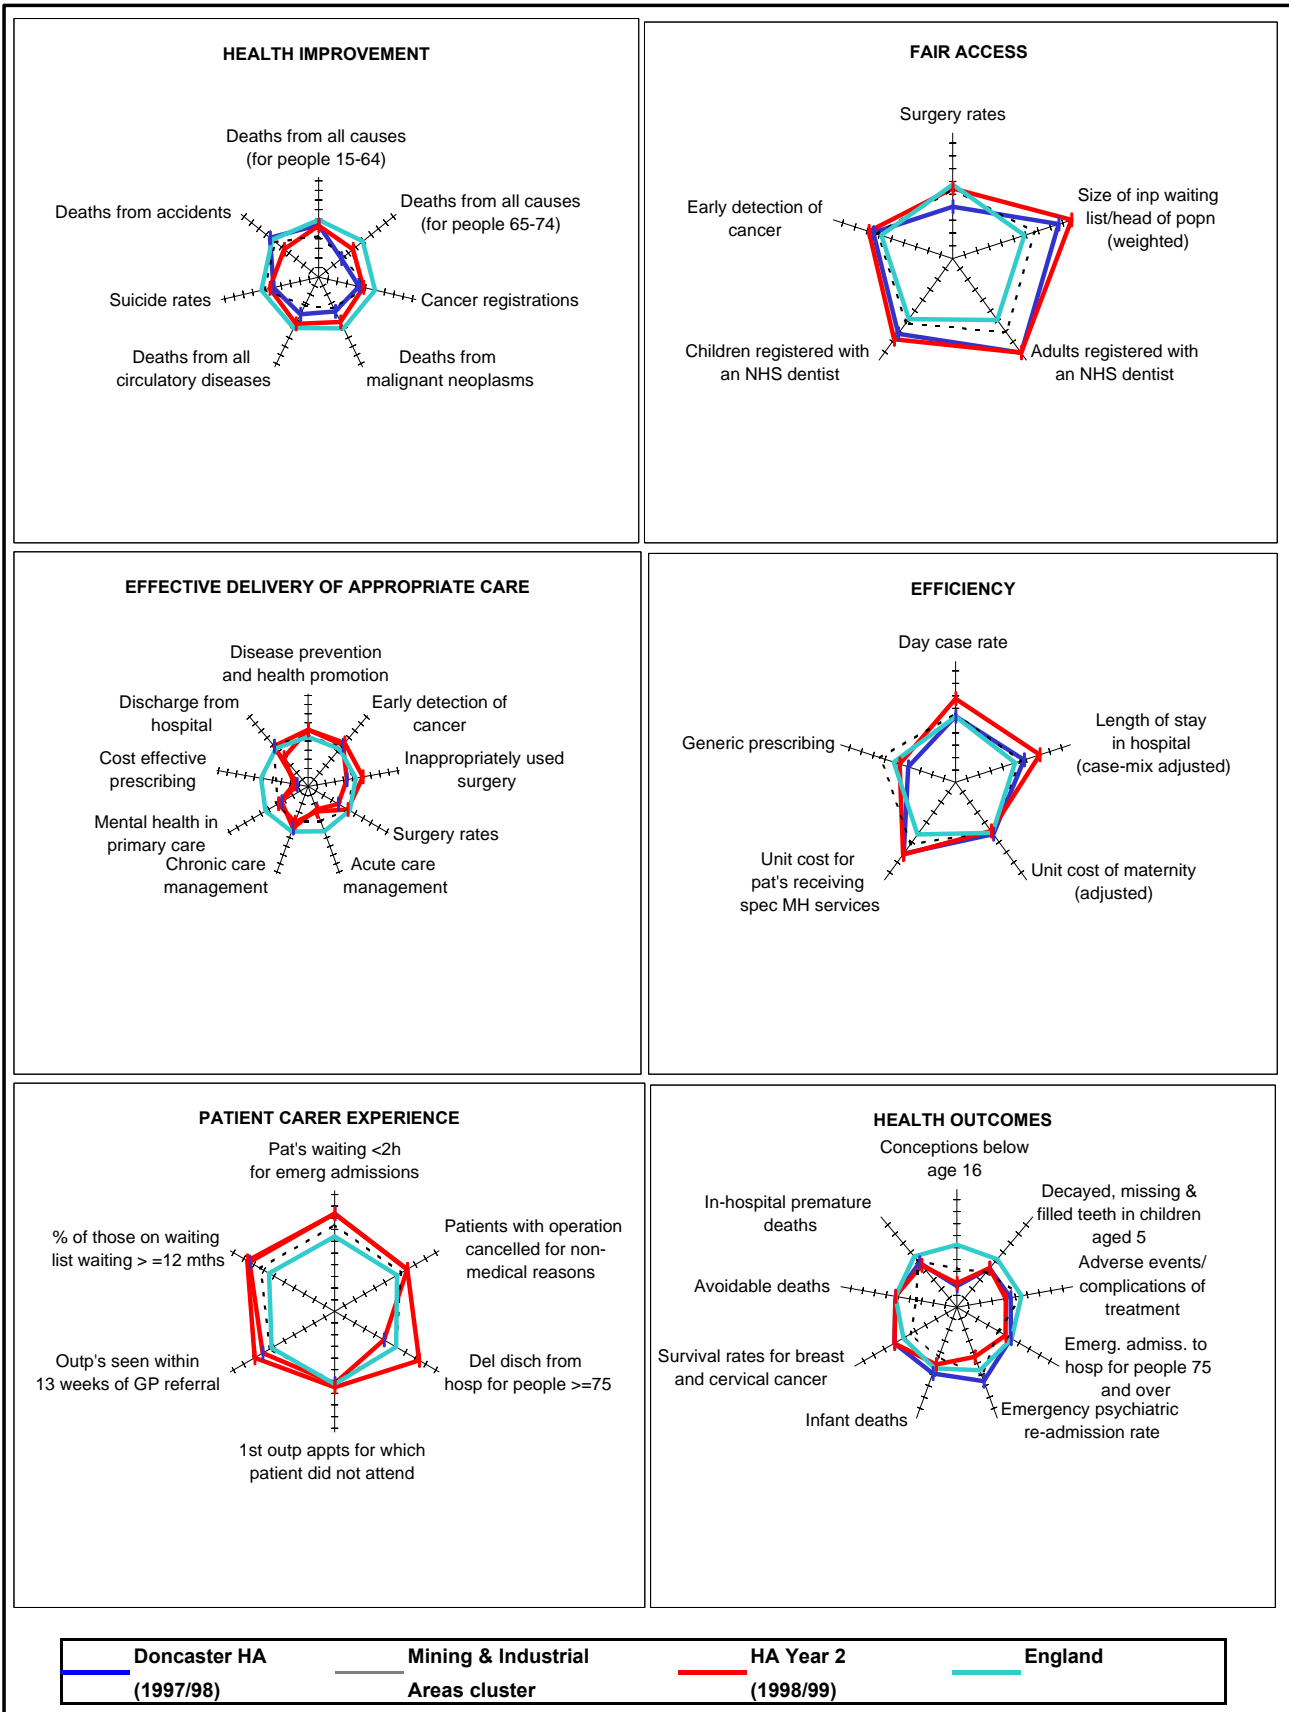 HEALTH IMPROVEMENT
Deaths from all causes
(for people 15-64)
Deaths from all causes
(for people 65-74)
Cancer registrations
Deaths from
malignant neoplasms
Deaths from all
circulatory diseases
Suicide rates
Deaths from accidents
FAIR ACCESS
Surgery rates
Size of inp waiting
list/head of popn
(weighted)
Adults registered with
an NHS dentist
Children registered with
an NHS dentist
Early detection of
cancer
EFFECTIVE DELIVERY OF APPROPRIATE CARE
Disease prevention
and health promotion
Early detection of
cancer
Inappropriately used
surgery
Surgery rates
Acute care
management
Chronic care
management
Mental health in
primary care
Cost effective
prescribing
Discharge from
hospital
EFFICIENCY
Day case rate
Length of stay
in hospital
(case-mix adjusted)
Unit cost of maternity
(adjusted)
Unit cost for
pat's receiving
spec MH services
Generic prescribing
PATIENT CARER EXPERIENCE
Pat's waiting <2h
for emerg admissions
Patients with operation
cancelled for non-
medical reasons
Del disch from
hosp for people >=75
1st outp appts for which
patient did not attend
Outp's seen within
13 weeks of GP referral
% of those on waiting
list waiting > =12 mths
HEALTH OUTCOMES
Conceptions below
age 16
Decayed, missing &
filled teeth in children
aged 5
Adverse events/
complications of
treatment
Emerg. admiss. to
hosp for people 75
and over
Emergency psychiatric
re-admission rate
Infant deaths
Survival rates for breast
and cervical cancer
Avoidable deaths
In-hospital premature
deaths
Doncaster HA
(1997/98)
Mining & Industrial
Areas cluster
HA Year 2
(1998/99)
England